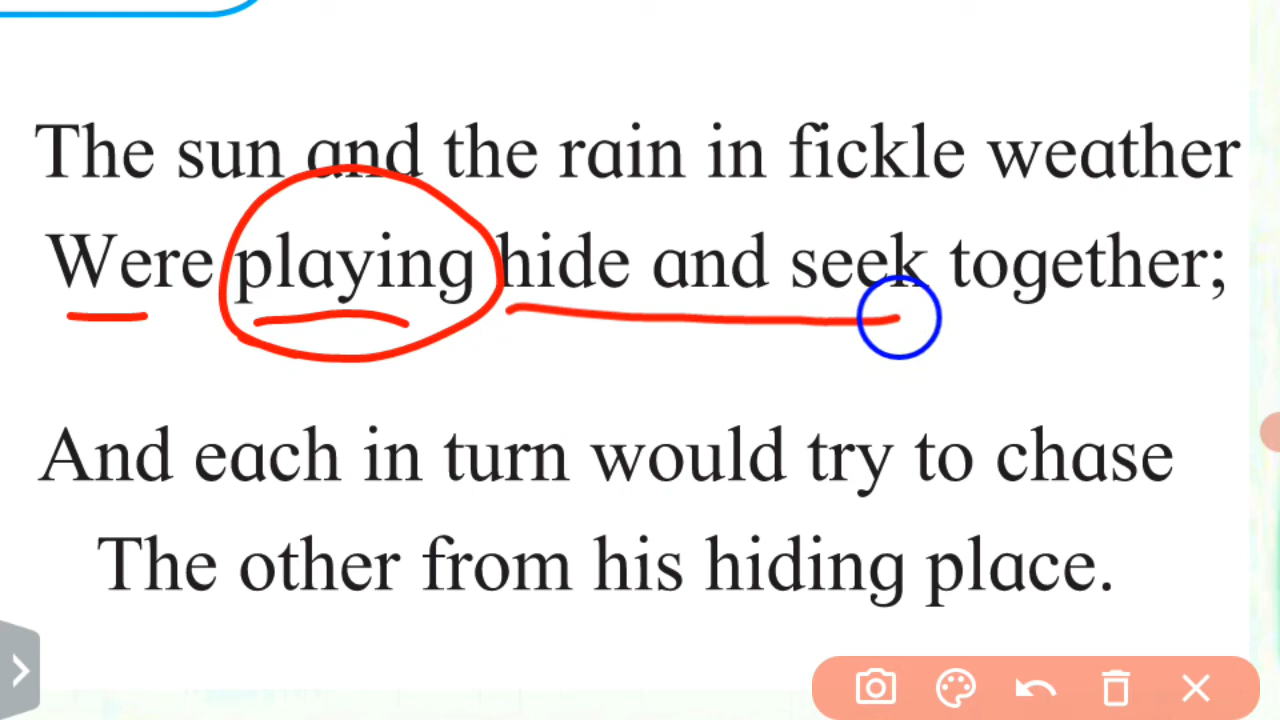 The sun and the rain in fickle weather
Were playing hide and seek together;
And each in turn would try to chase
The other from his hiding place.